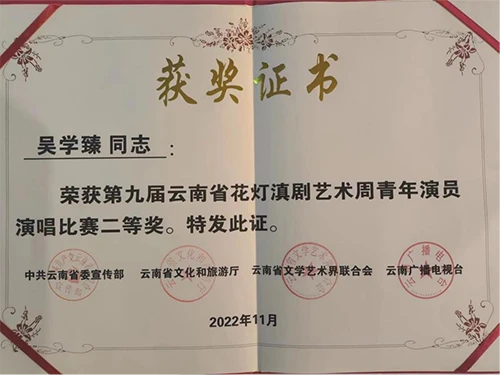 获奖证书
吴学臻 同志：
荣获第九届云南省花灯滇剧艺术周青年演员
演唱比赛二等奖。特发此证。
中共云南省委宣传部 云南省文化和旅游厅 云南省文学艺术界联合会 云南广播电视台
2022年11月